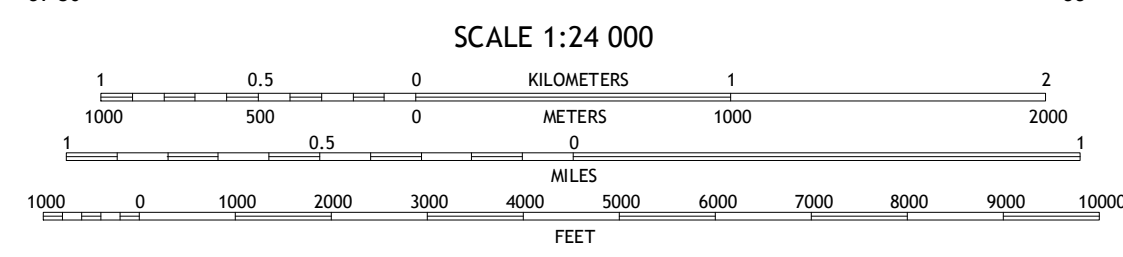 SCALE 1:24 000
1 0.5 0 KILOMETERS 1 2
1000 500 0 METERS 1000 2000
1 0.5 0 1
MILES
1000 0 1000 2000 3000 4000 5000 6000 7000 8000 9000 10000
FEET